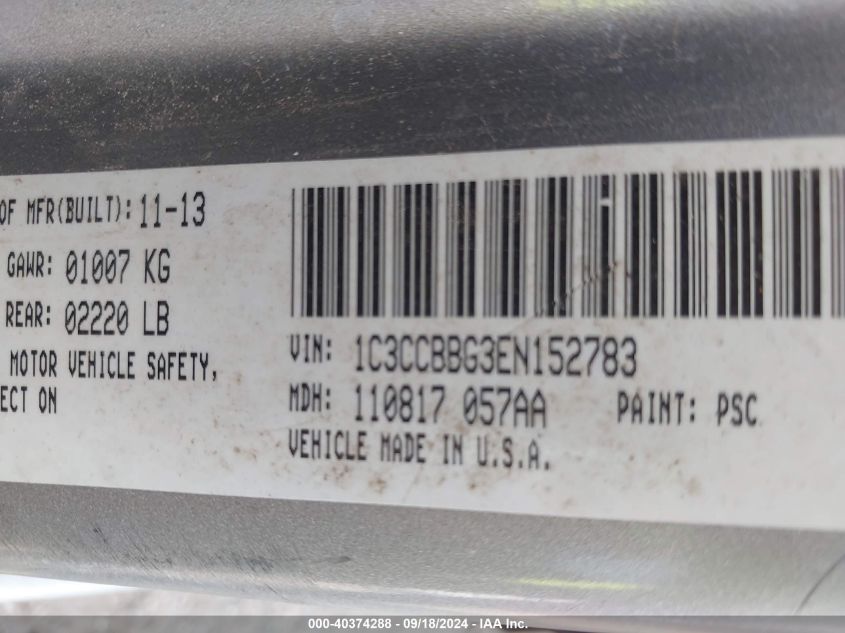 OF MFR(BUILT): 11-13
GAWR: 01007 KG
REAR: 02220 LB
MOTOR VEHICLE SAFETY,
ECT ON
VIN: 1C3CCBBG3EN152783
MDH: 110817 057AA PAINT: PSC
VEHICLE MADE IN U.S.A.
000-40374288 - 09/18/2024 - IAA Inc.